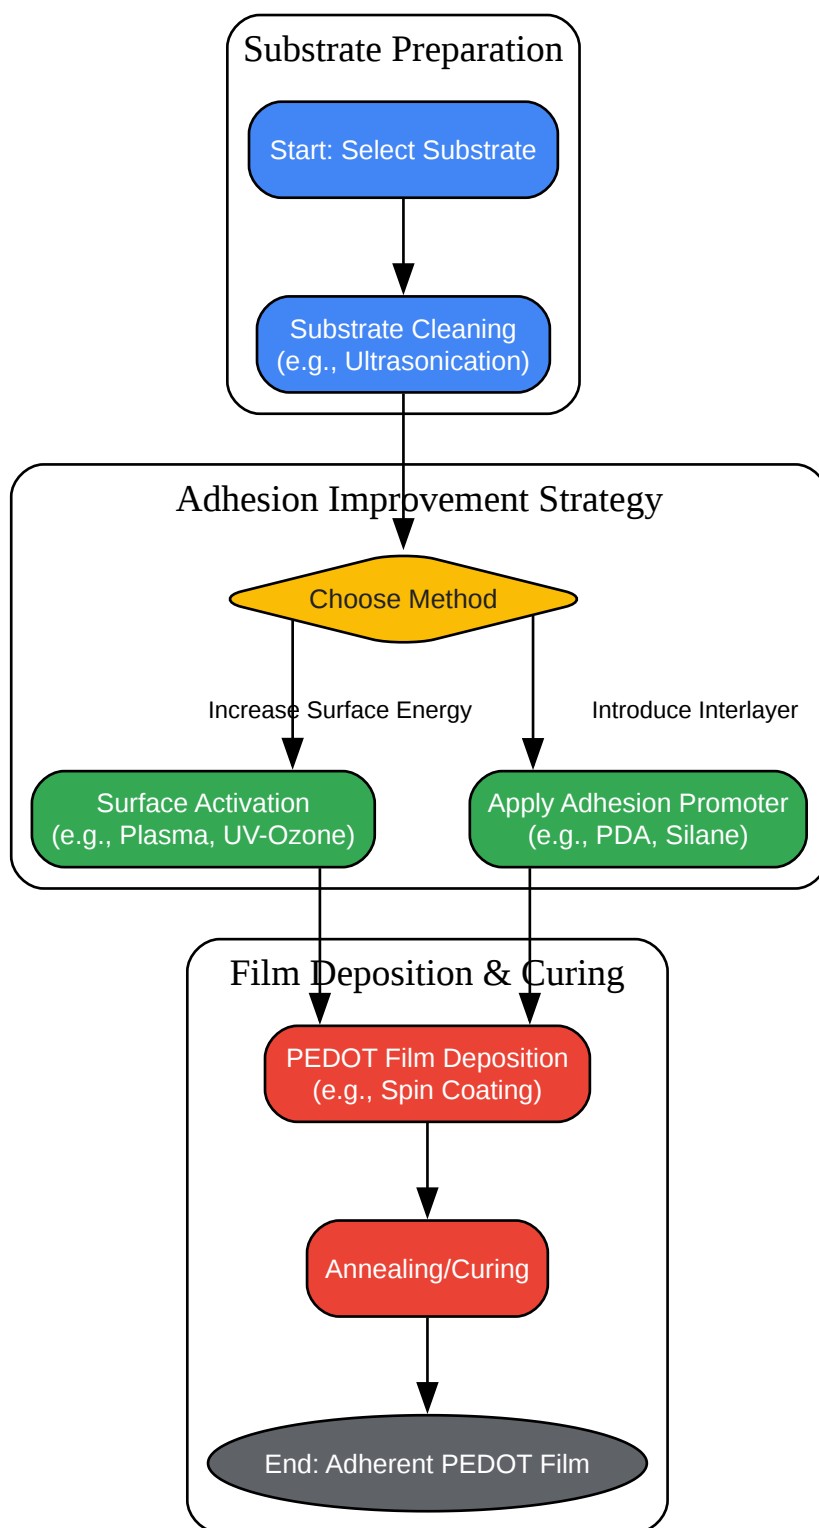 Substrate Preparation
Start: Select Substrate
Substrate Cleaning
(e.g., Ultrasonication)
Adhesion Improvement Strategy
Choose Method
Increase Surface Energy
Introduce Interlayer
Surface Activation
(e.g., Plasma, UV-Ozone)
Apply Adhesion Promoter
(e.g., PDA, Silane)
Film Deposition & Curing
PEDOT Film Deposition
(e.g., Spin Coating)
Annealing/Curing
End: Adherent PEDOT Film